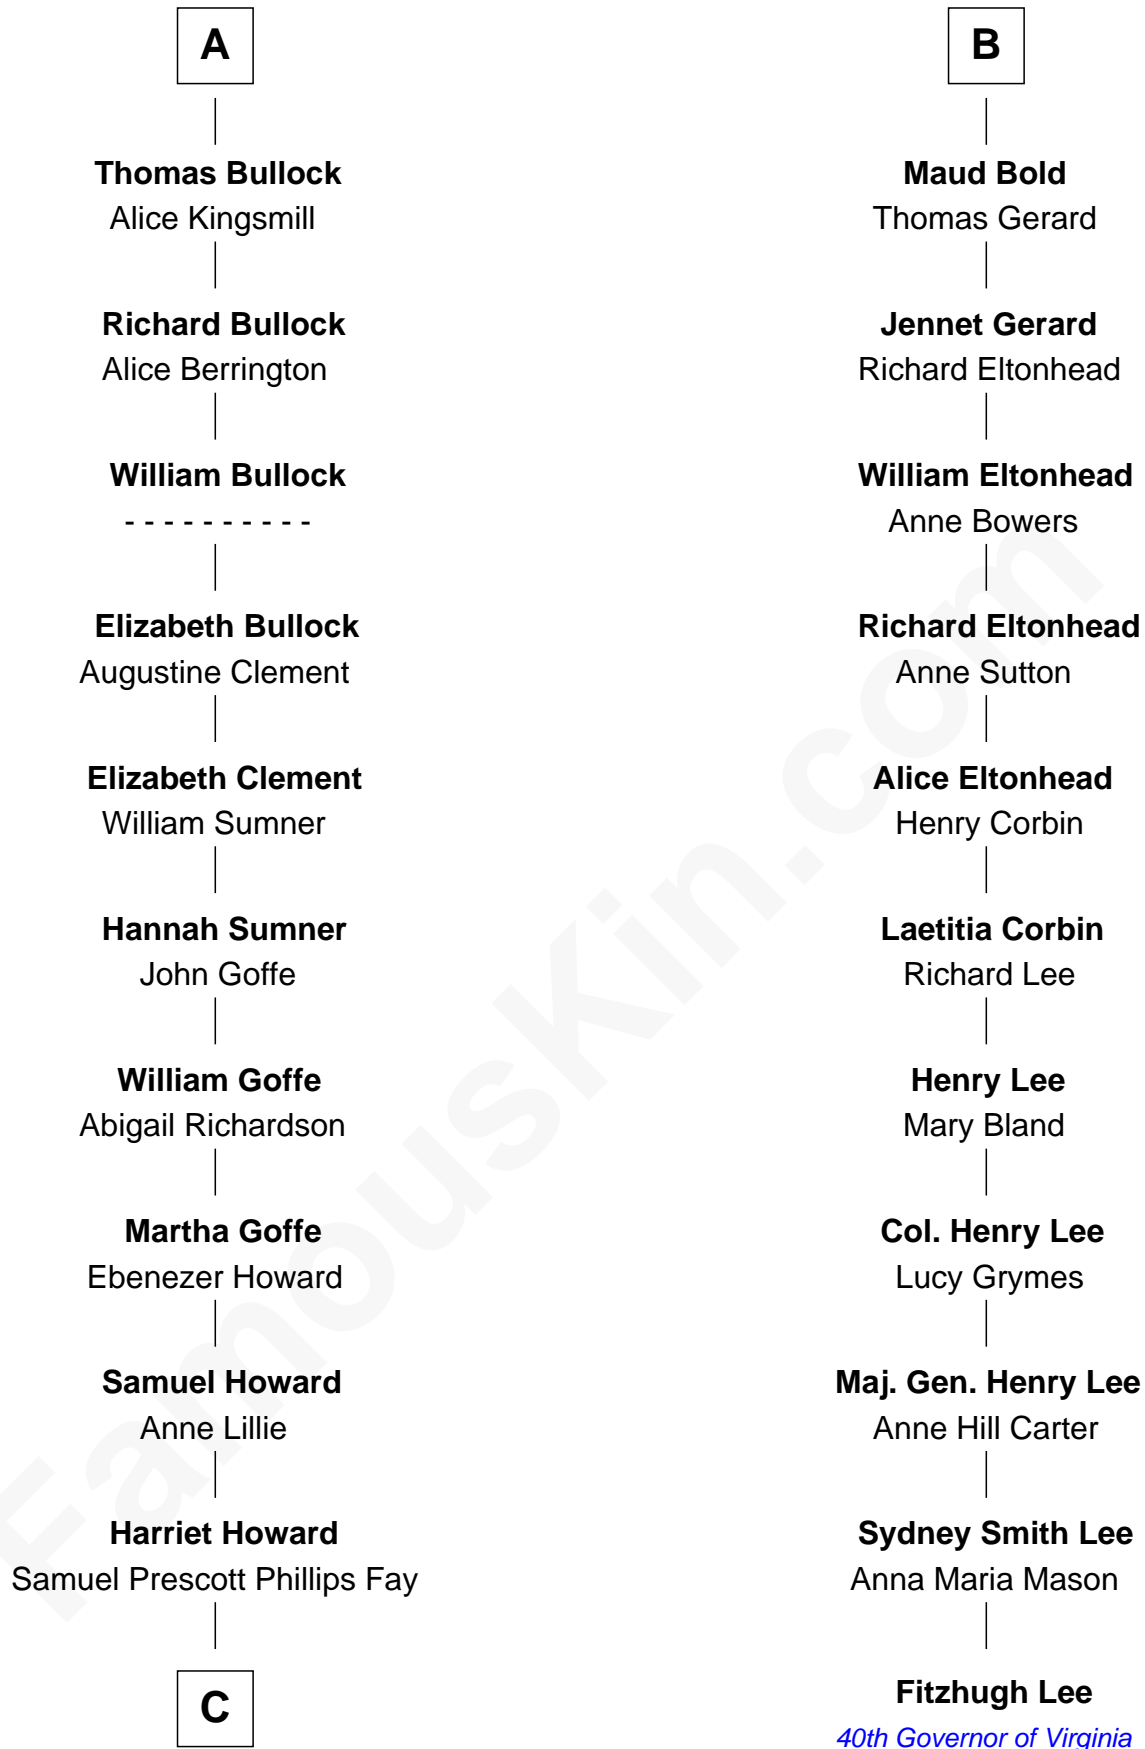 A
Thomas Bullock
Alice Kingsmill
Richard Bullock
Alice Berrington
William Bullock
- - - - - - - - - -
Elizabeth Bullock
Augustine Clement
Elizabeth Clement
William Sumner
Hannah Sumner
John Goffe
William Goffe
Abigail Richardson
Martha Goffe
Ebenezer Howard
Samuel Howard
Anne Lillie
Harriet Howard
Samuel Prescott Phillips Fay
C
B
Maud Bold
Thomas Gerard
Jennet Gerard
Richard Eltonhead
William Eltonhead
Anne Bowers
Richard Eltonhead
Anne Sutton
Alice Eltonhead
Henry Corbin
Laetitia Corbin
Richard Lee
Henry Lee
Mary Bland
Col. Henry Lee
Lucy Grymes
Maj. Gen. Henry Lee
Anne Hill Carter
Sydney Smith Lee
Anna Maria Mason
Fitzhugh Lee
40th Governor of Virginia
FamousKin.com